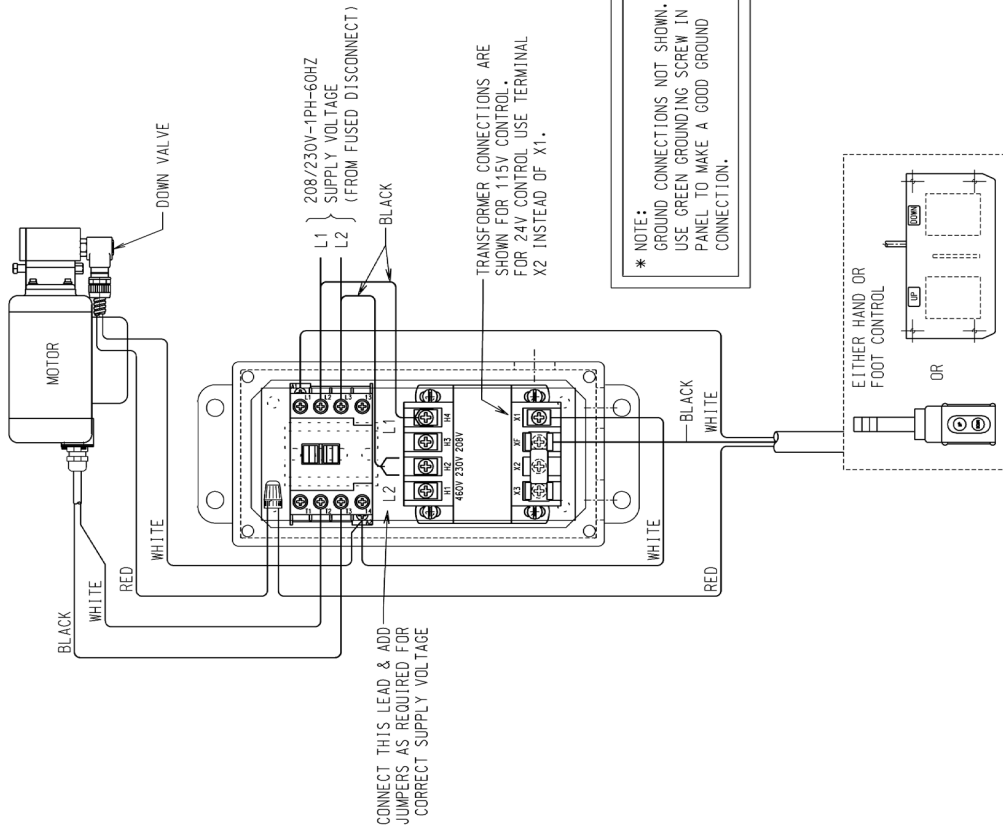 MOTOR
DOWN VALVE
BLACK
WHITE
RED
WHITE
208/230V-1PH-60HZ
SUPPLY VOLTAGE
(FROM FUSED DISCONNECT)
L1
L2
BLACK
L1
L2
L3
13
T1
T2
T3
14
L2
L1
H1
H2
H3
H4
460V 230V 208V
X3
X2
XF
X1
TRANSFORMER CONNECTIONS ARE
SHOWN FOR 115V CONTROL.
FOR 24V CONTROL USE TERMINAL
X2 INSTEAD OF X1.
CONNECT THIS LEAD & ADD
JUMPERS AS REQUIRED FOR
CORRECT SUPPLY VOLTAGE
WHITE
RED
BLACK
WHITE
* NOTE:
GROUND CONNECTIONS NOT SHOWN.
USE GREEN GROUNDING SCREW IN
PANEL TO MAKE A GOOD GROUND
CONNECTION.
EITHER HAND OR
FOOT CONTROL
OR
UP
DOWN